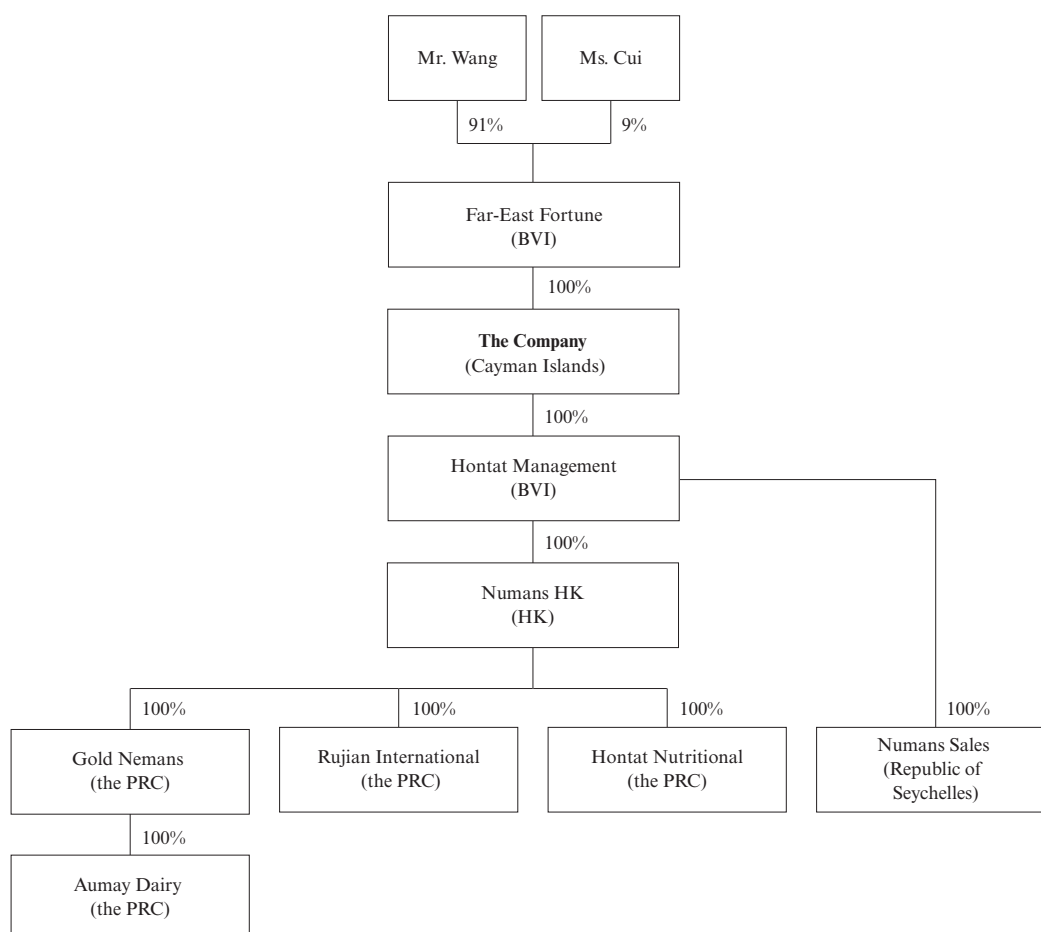 Mr. Wang
Ms. Cui
91%
9%
Far-East Fortune
(BVI)
100%
The Company
(Cayman Islands)
100%
Hontat Management
(BVI)
100%
Numans HK
(HK)
100%
100%
100%
100%
Gold Nemans
(the PRC)
Rujian International
(the PRC)
Hontat Nutritional
(the PRC)
Numans Sales
(Republic of
Seychelles)
100%
Aumay Dairy
(the PRC)